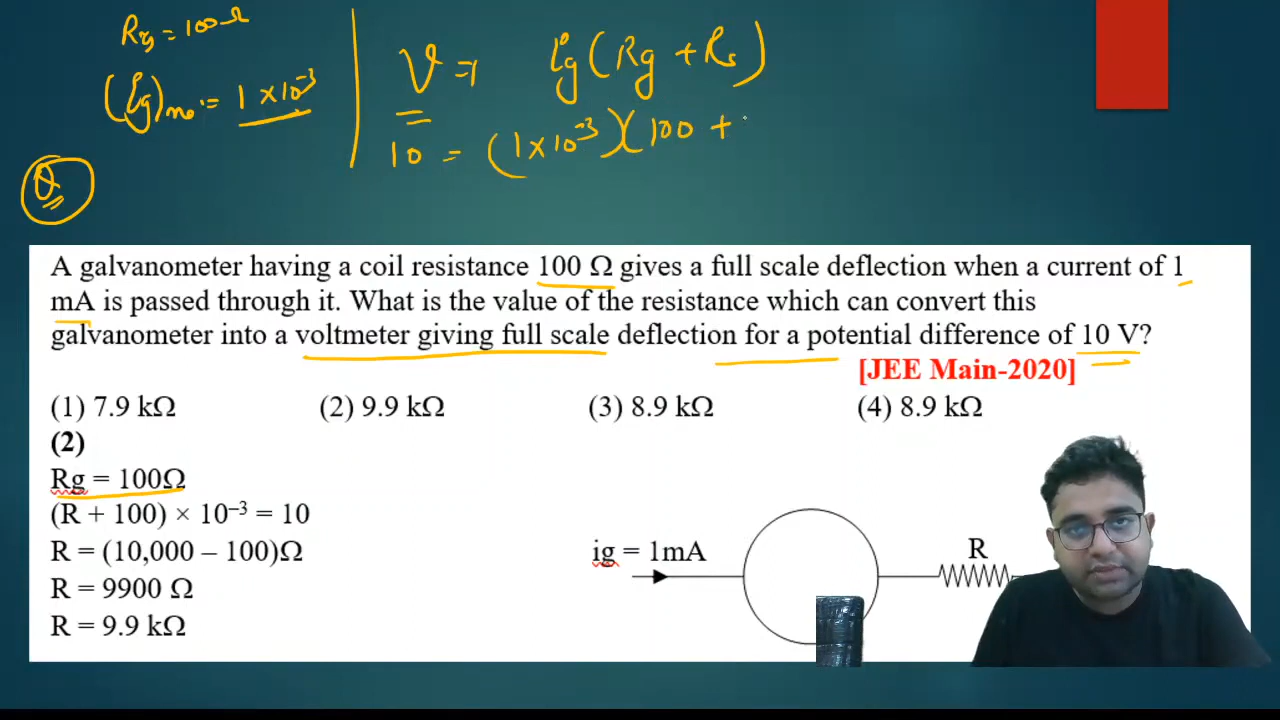 Rg = 100Ω
(ig)mo = 1 × 10⁻³
V = ig (Rg + Rs)
10 = (1 × 10⁻³)(100 +
Q
A galvanometer having a coil resistance 100 Ω gives a full scale deflection when a current of 1
mA is passed through it. What is the value of the resistance which can convert this
galvanometer into a voltmeter giving full scale deflection for a potential difference of 10 V?
[JEE Main-2020]
(1) 7.9 kΩ (2) 9.9 kΩ (3) 8.9 kΩ (4) 8.9 kΩ
(2)
Rg = 100Ω
(R + 100) × 10⁻³ = 10
R = (10,000 – 100)Ω
R = 9900 Ω
R = 9.9 kΩ
ig = 1mA
R